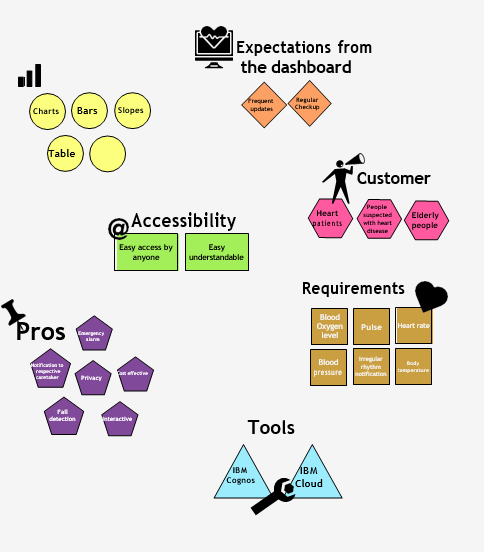 Expectations from
the dashboard
Frequent
updates
Regular
Checkup
Charts
Bars
Slopes
Table
Customer
Heart
patients
People
suspected
with heart
disease
Elderly
people
@Accessibility
Easy access by
anyone
Easy
understandable
Requirements
Blood
Oxygen
level
Pulse
Heart rate
Blood
pressure
Irregular
rhythm
notification
Body
temperature
Pros
Emergency
alarm
Notification to
respective
caretaker
Privacy
Cost effective
Fall
detection
Interactive
Tools
IBM
Cognos
IBM
Cloud